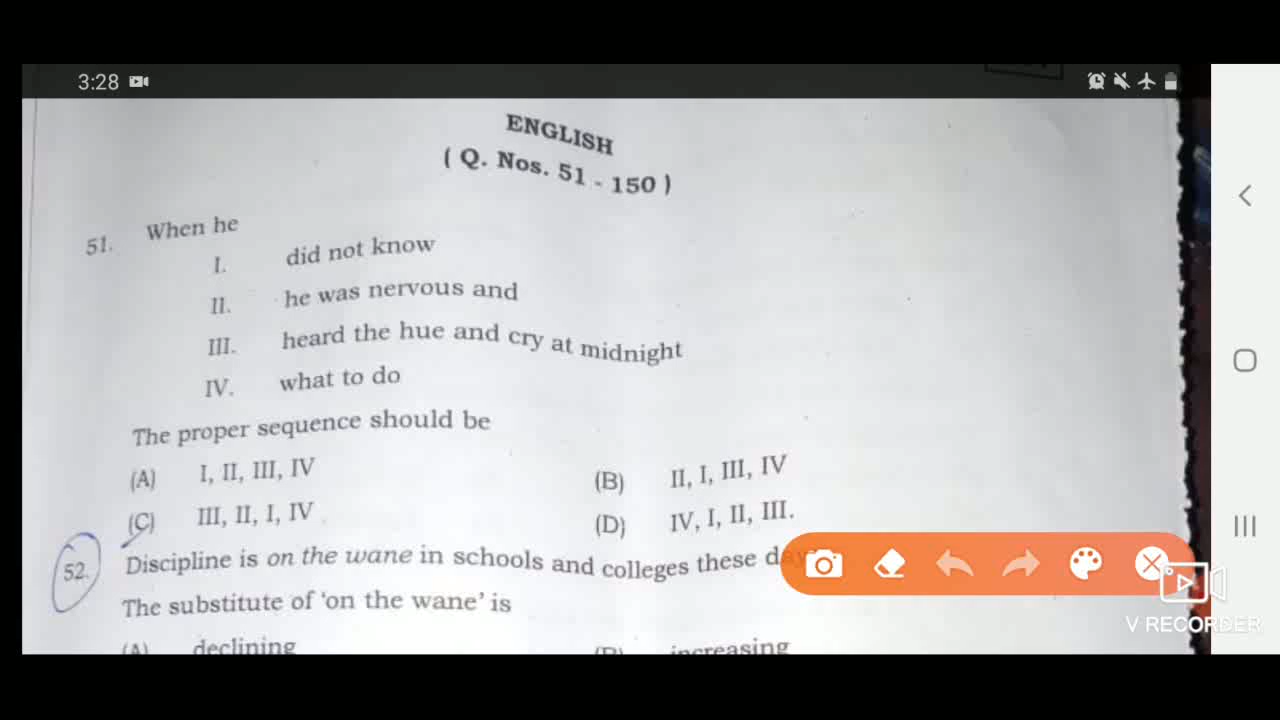 3:28
ENGLISH
( Q. Nos. 51 - 150 )
51. When he
I. did not know
II. he was nervous and
III. heard the hue and cry at midnight
IV. what to do
The proper sequence should be
(A) I, II, III, IV (B) II, I, III, IV
(C) III, II, I, IV (D) IV, I, II, III.
52. Discipline is on the wane in schools and colleges these
The substitute of 'on the wane' is
(A) declining (B) increasing
V RECORDER